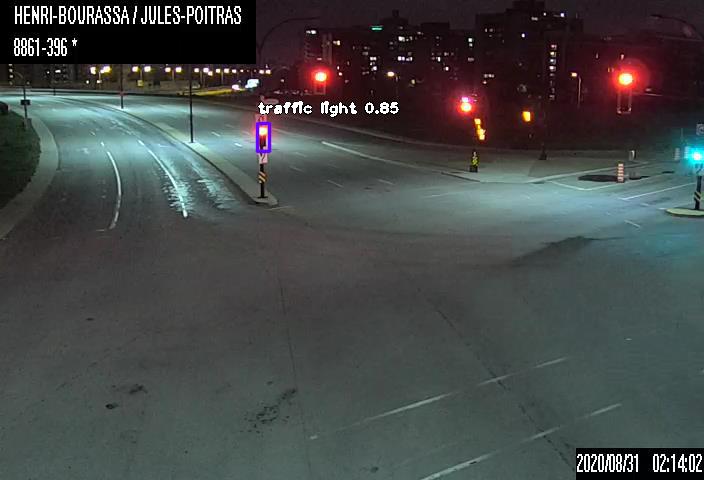 HENRI-BOURASSA / JULES-POITRAS
8861-396 *
traffic light 0.85
2020/08/31 02:14:02